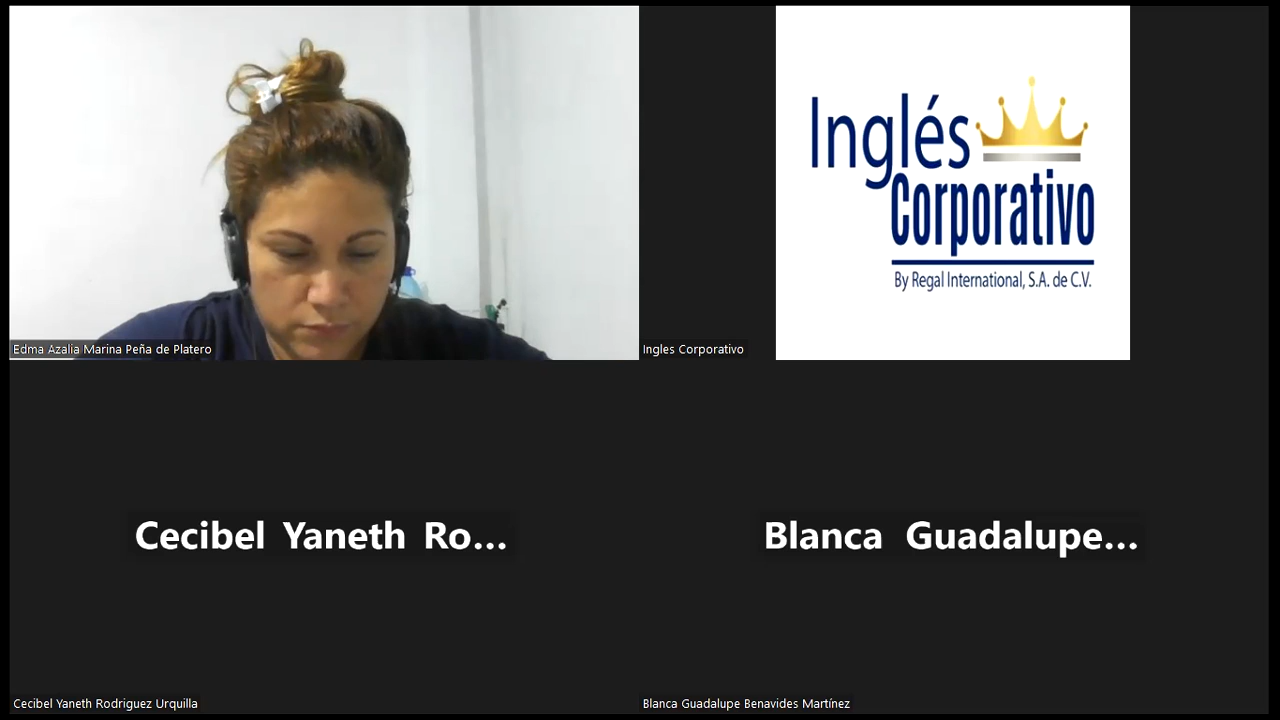 Inglés
Corporativo
By Regal International, S.A. de C.V.
Edma Azalia Marina Peña de Platero
Ingles Corporativo
Cecibel Yaneth Ro...
Blanca Guadalupe...
Cecibel Yaneth Rodriguez Urquilla
Blanca Guadalupe Benavides Martínez